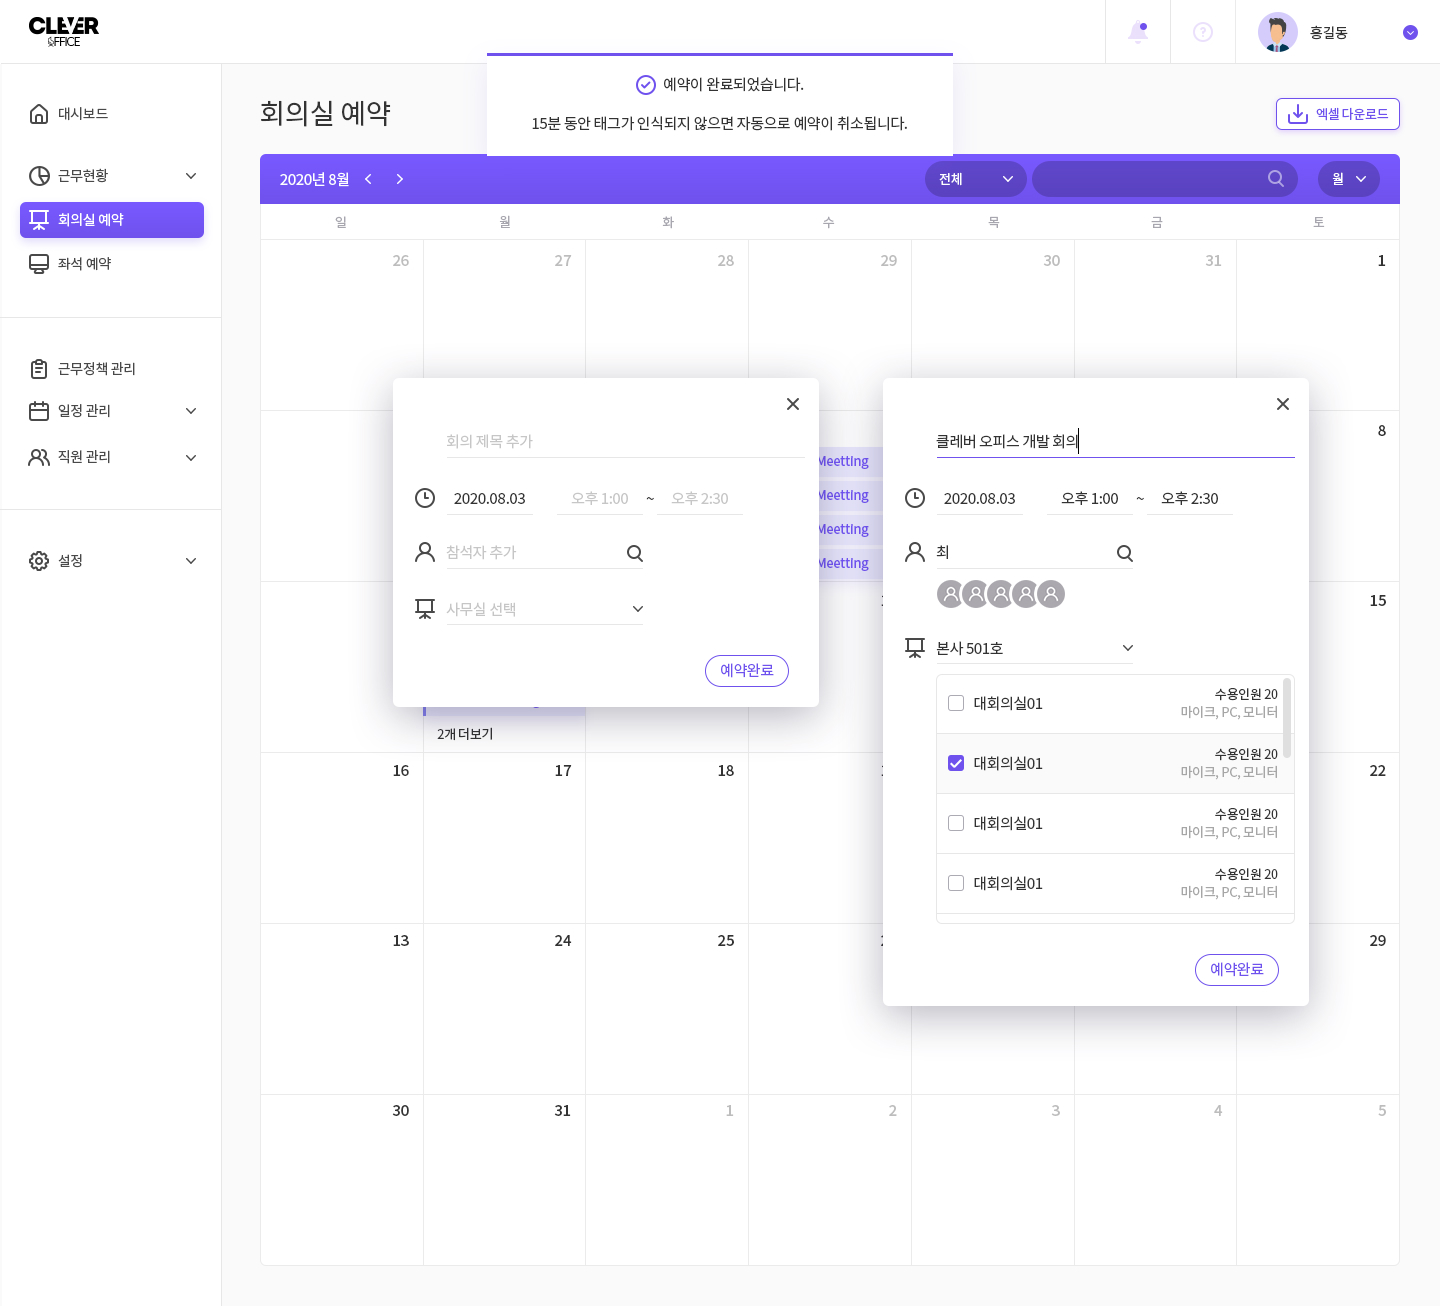 CLEVER
OFFICE
홍길동
예약이 완료되었습니다.
15분 동안 태그가 인식되지 않으면 자동으로 예약이 취소됩니다.
대시보드
근무현황
회의실 예약
좌석 예약
근무정책 관리
일정 관리
직원 관리
설정
회의실 예약
엑셀 다운로드
2020년 8월
전체
월
일 월 화 수 목 금 토
26 27 28 29 30 31 1
8
Meetting
Meetting
Meetting
Meetting
15
2개 더보기
16 17 18 22
13 24 25 29
30 31 1 2 3 4 5
회의 제목 추가
2020.08.03 오후 1:00 ~ 오후 2:30
참석자 추가
사무실 선택
예약완료
클레버 오피스 개발 회의
2020.08.03 오후 1:00 ~ 오후 2:30
최
본사 501호
대회의실01 수용인원 20
마이크, PC, 모니터
대회의실01 수용인원 20
마이크, PC, 모니터
대회의실01 수용인원 20
마이크, PC, 모니터
대회의실01 수용인원 20
마이크, PC, 모니터
예약완료